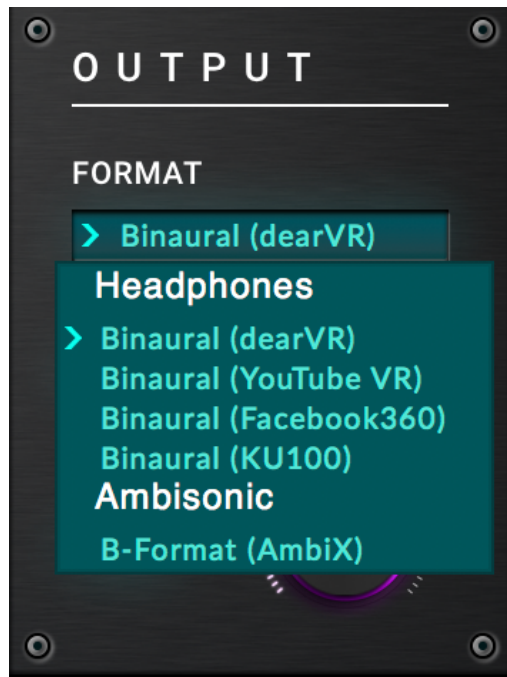 OUTPUT
FORMAT
Binaural (dearVR)
Headphones
Binaural (dearVR)
Binaural (YouTube VR)
Binaural (Facebook360)
Binaural (KU100)
Ambisonic
B-Format (AmbiX)